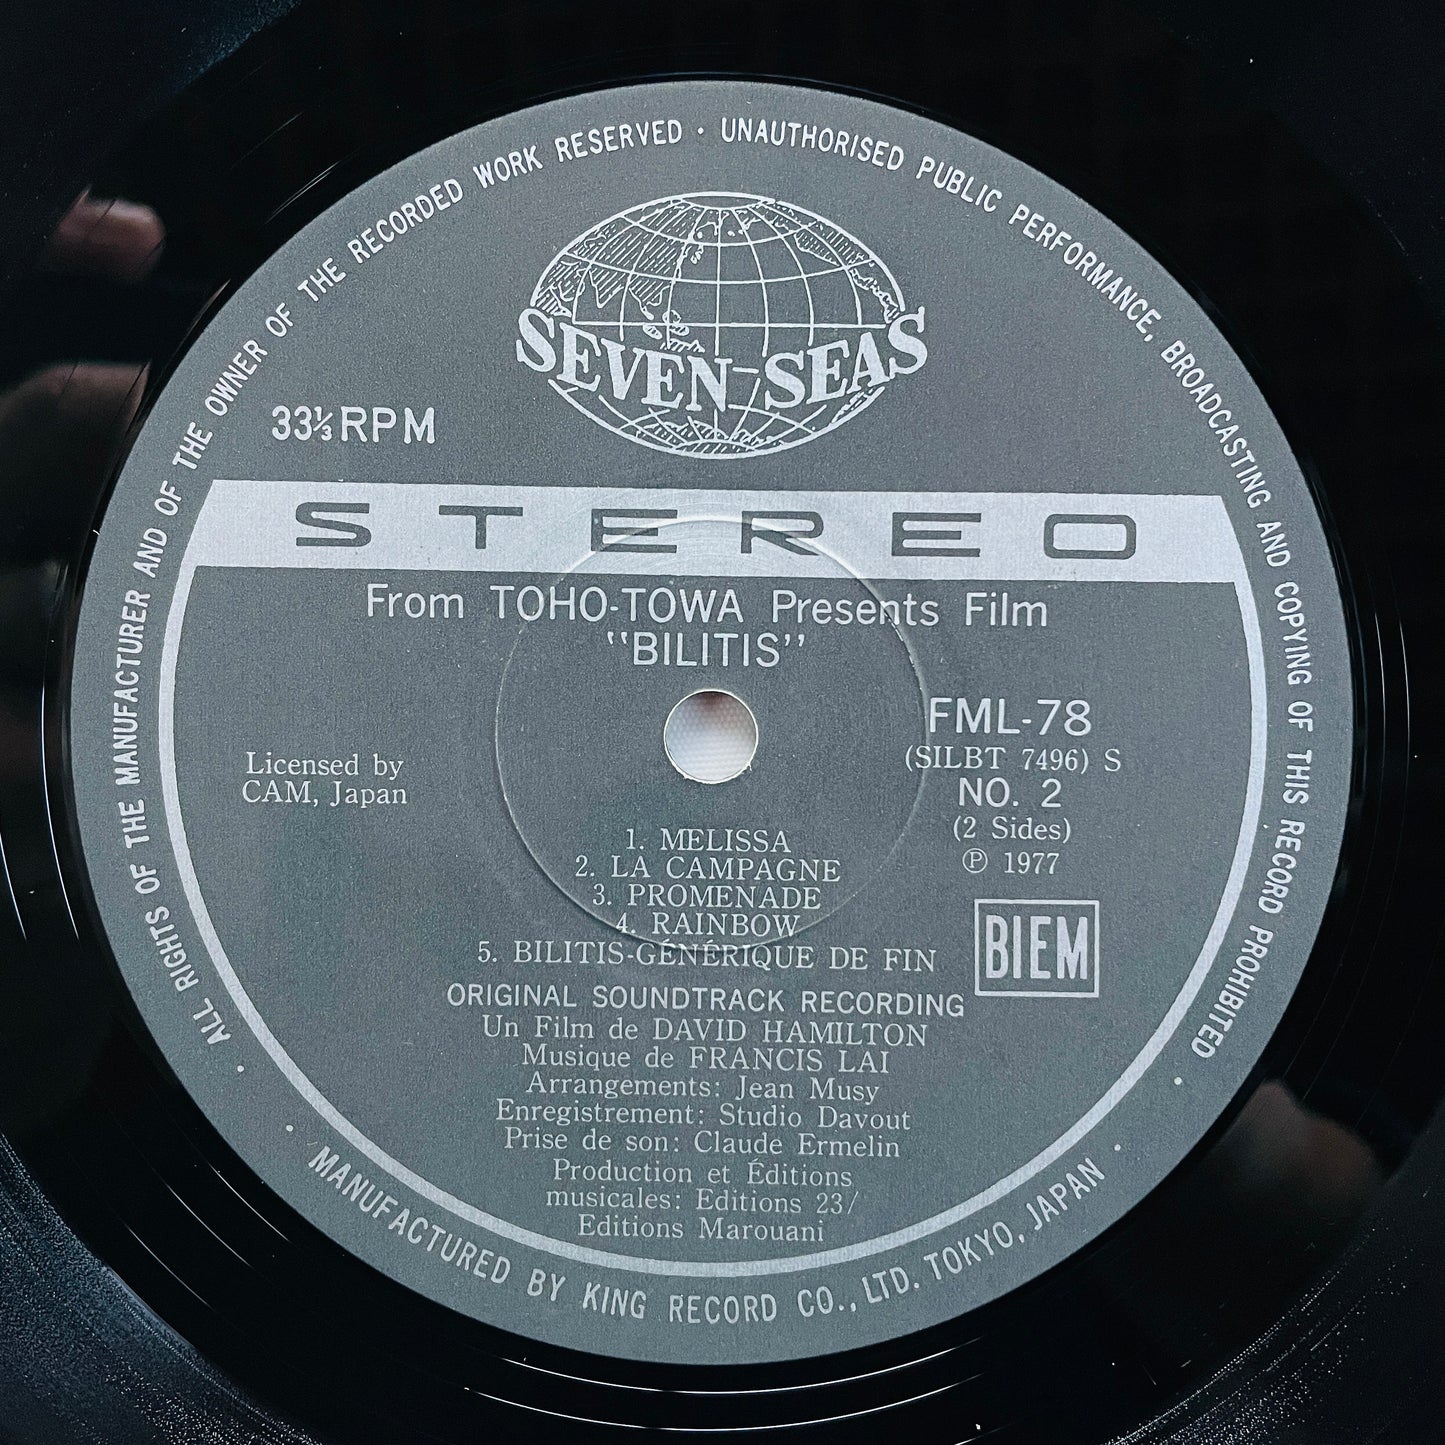 ALL RIGHTS OF THE MANUFACTURER AND OF THE OWNER OF THE RECORDED WORK RESERVED · UNAUTHORISED PUBLIC PERFORMANCE, BROADCASTING AND COPYING OF THIS RECORD PROHIBITED
SEVEN SEAS
33⅓ RPM
STEREO
From TOHO-TOWA Presents Film
"BILITIS"
FML-78
(SILBT 7496) S
NO. 2
(2 Sides)
Ⓟ 1977
Licensed by
CAM, Japan
1. MELISSA
2. LA CAMPAGNE
3. PROMENADE
4. RAINBOW
5. BILITIS-GÉNÉRIQUE DE FIN
BIEM
ORIGINAL SOUNDTRACK RECORDING
Un Film de DAVID HAMILTON
Musique de FRANCIS LAI
Arrangements: Jean Musy
Enregistrement: Studio Davout
Prise de son: Claude Ermelin
Production et Éditions
musicales: Editions 23/
Editions Marouani
· MANUFACTURED BY KING RECORD CO., LTD. TOKYO, JAPAN ·